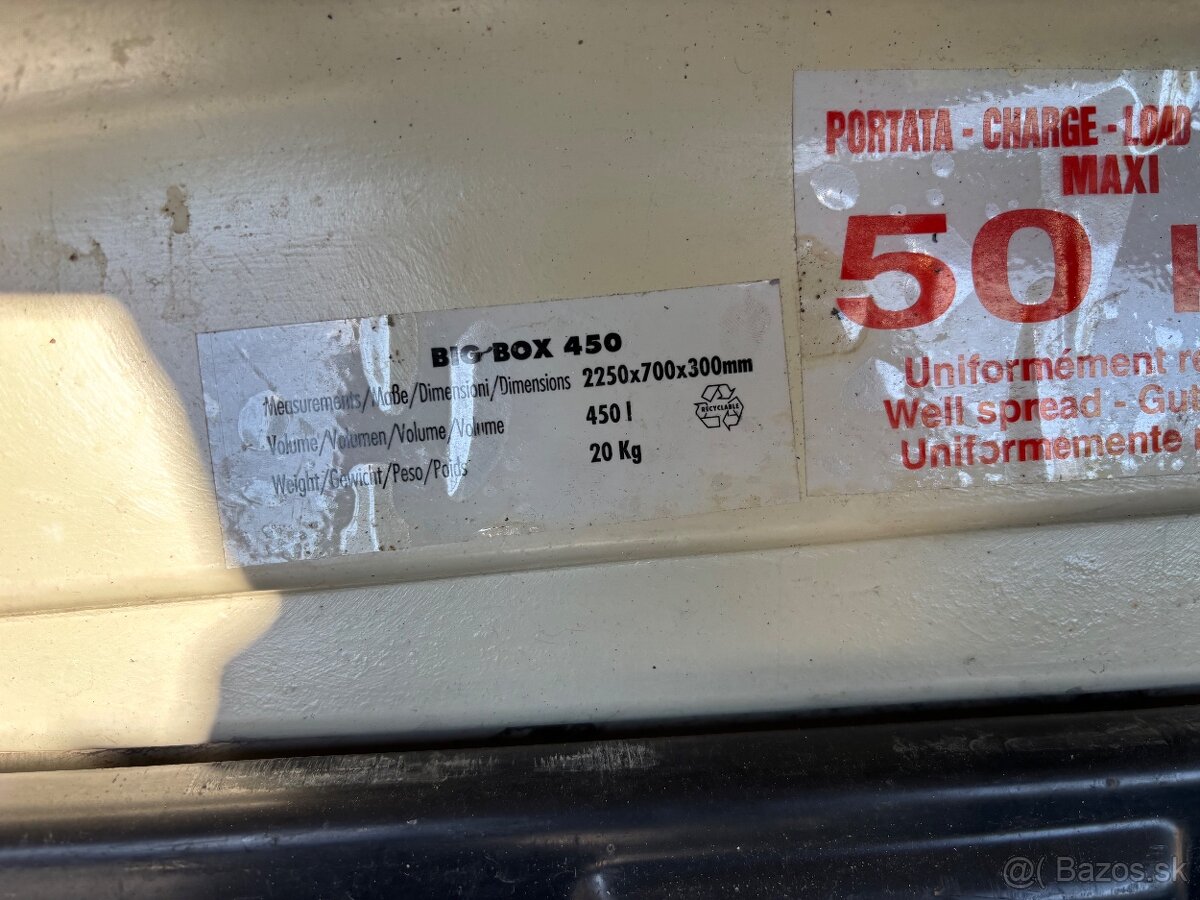 BIG BOX 450
Measurements/Maße/Dimensioni/Dimensions 2250x700x300mm
Volume/Volumen/Volume/Volume 450 l
Weight/Gewicht/Peso/Poids 20 Kg
RECYCLABLE
PORTATA - CHARGE - LOAD
MAXI
50
Uniformément
Well spread -
Uniformemente
Bazos.sk